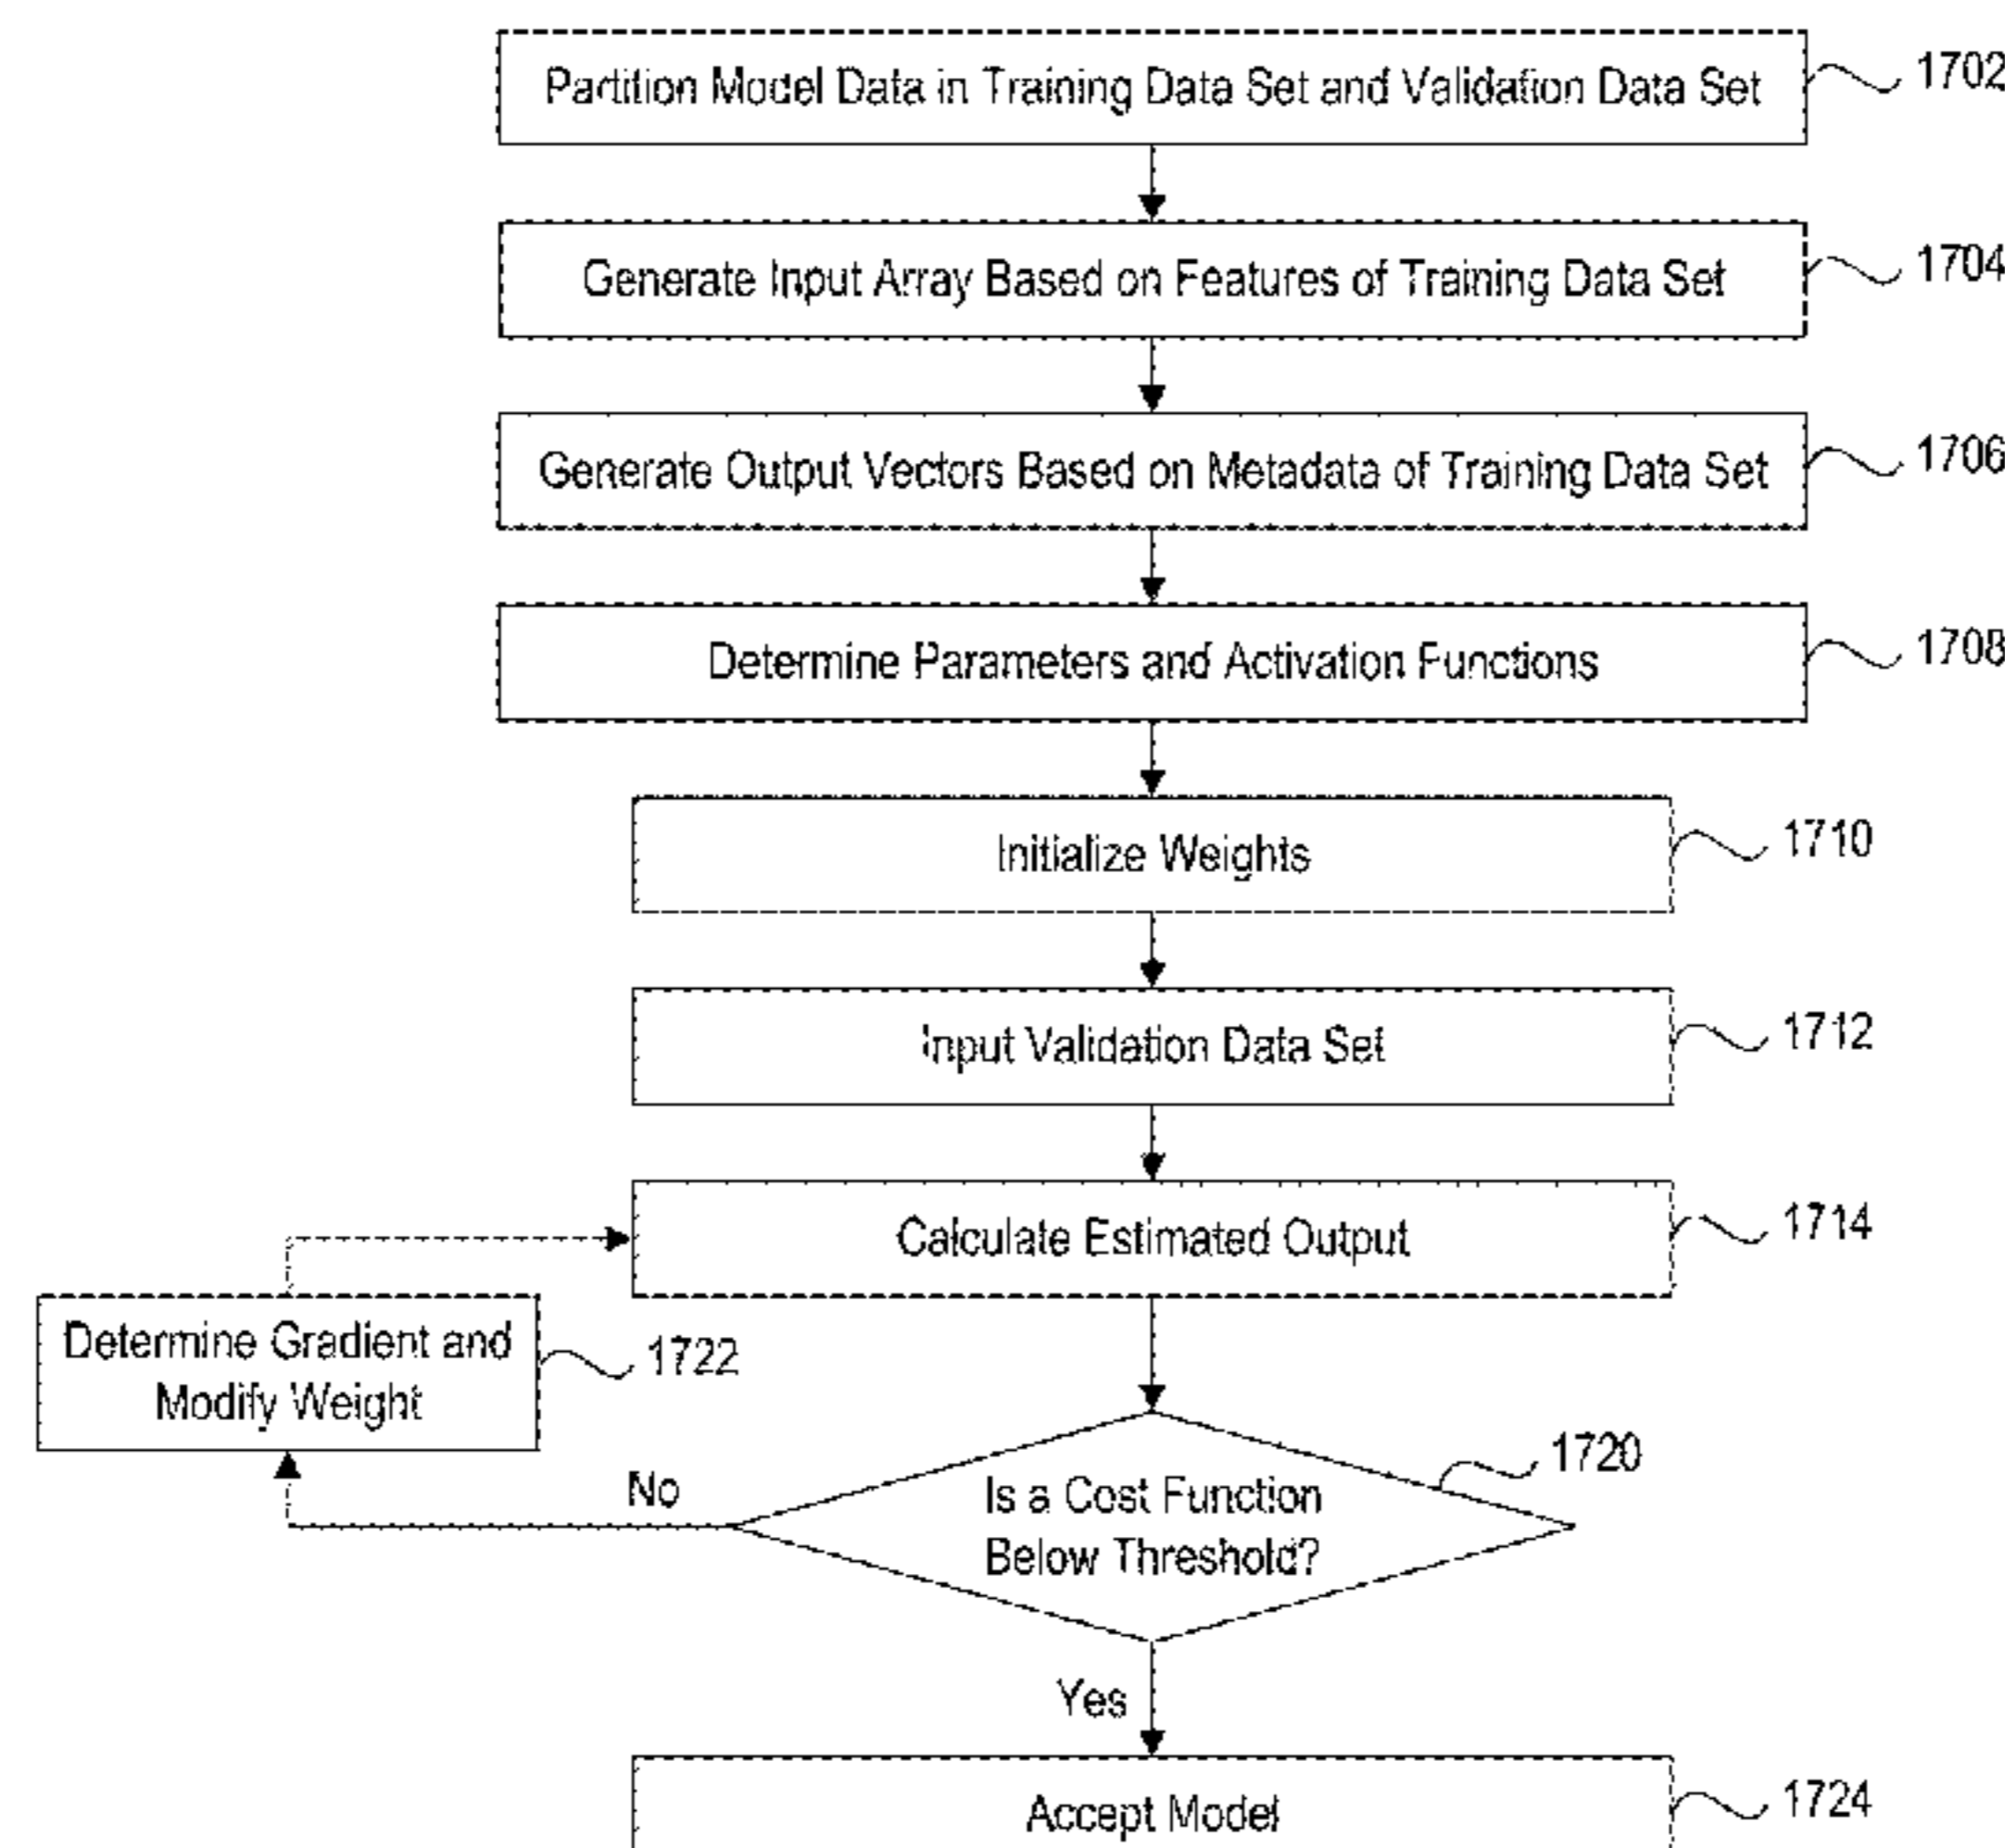 Partition Model Data in Training Data Set and Validation Data Set
1702
Generate Input Array Based on Features of Training Data Set
1704
Generate Output Vectors Based on Metadata of Training Data Set
1706
Determine Parameters and Activation Functions
1708
Initialize Weights
1710
Input Validation Data Set
1712
Calculate Estimated Output
1714
Determine Gradient and
Modify Weight
1722
No
Is a Cost Function
Below Threshold?
1720
Yes
Accept Model
1724